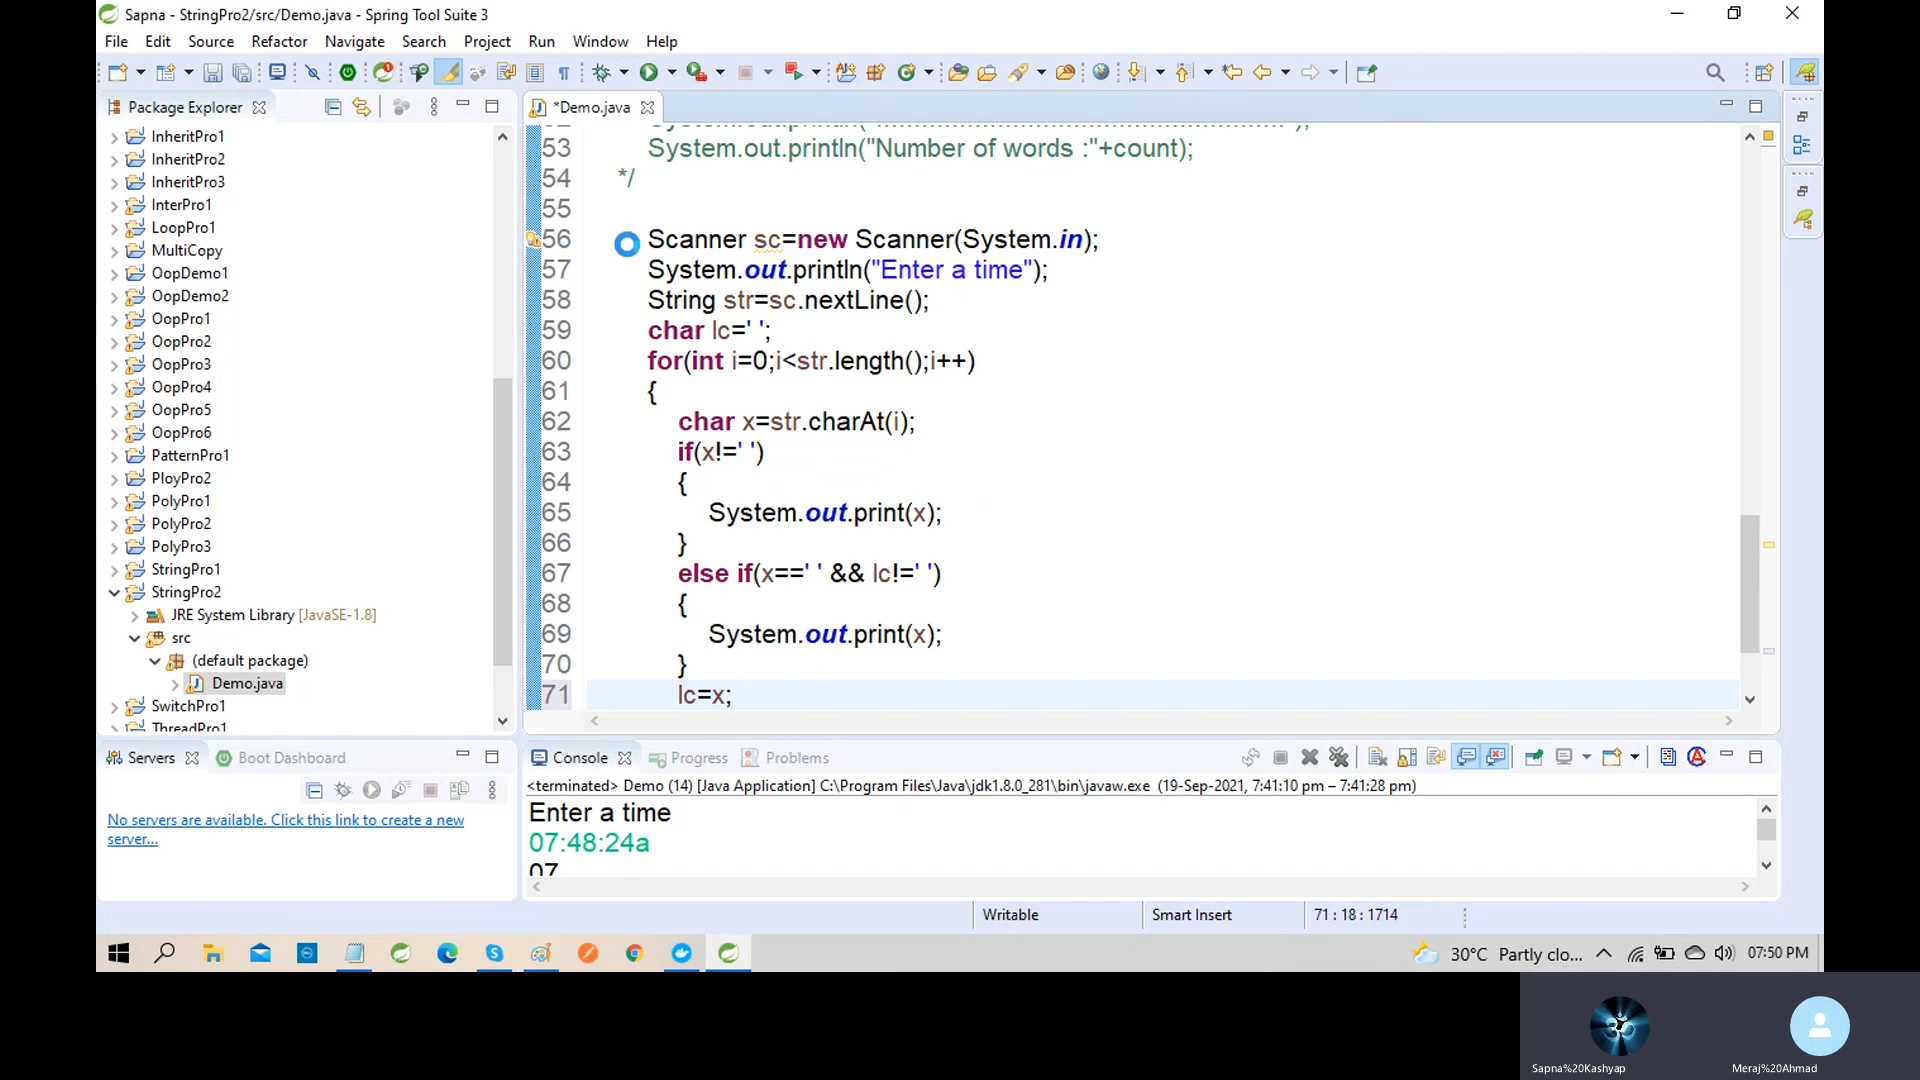 Sapna - StringPro2/src/Demo.java - Spring Tool Suite 3
File Edit Source Refactor Navigate Search Project Run Window Help
Package Explorer
InheritPro1
InheritPro2
InheritPro3
InterPro1
LoopPro1
MultiCopy
OopDemo1
OopDemo2
OopPro1
OopPro2
OopPro3
OopPro4
OopPro5
OopPro6
PatternPro1
PloyPro2
PolyPro1
PolyPro2
PolyPro3
StringPro1
StringPro2
JRE System Library [JavaSE-1.8]
src
(default package)
Demo.java
SwitchPro1
ThreadPro1
*Demo.java
53 System.out.println("Number of words :"+count);
54 */
55
56 Scanner sc=new Scanner(System.in);
57 System.out.println("Enter a time");
58 String str=sc.nextLine();
59 char lc=' ';
60 for(int i=0;i<str.length();i++)
61 {
62 char x=str.charAt(i);
63 if(x!=' ')
64 {
65 System.out.print(x);
66 }
67 else if(x==' ' && lc!=' ')
68 {
69 System.out.print(x);
70 }
71 lc=x;
Servers Boot Dashboard
No servers are available. Click this link to create a new
server...
Console Progress Problems
<terminated> Demo (14) [Java Application] C:\Program Files\Java\jdk1.8.0_281\bin\javaw.exe (19-Sep-2021, 7:41:10 pm – 7:41:28 pm)
Enter a time
07:48:24a
07
Writable Smart Insert 71 : 18 : 1714
30°C Partly clo... 07:50 PM
Sapna%20Kashyap Meraj%20Ahmad